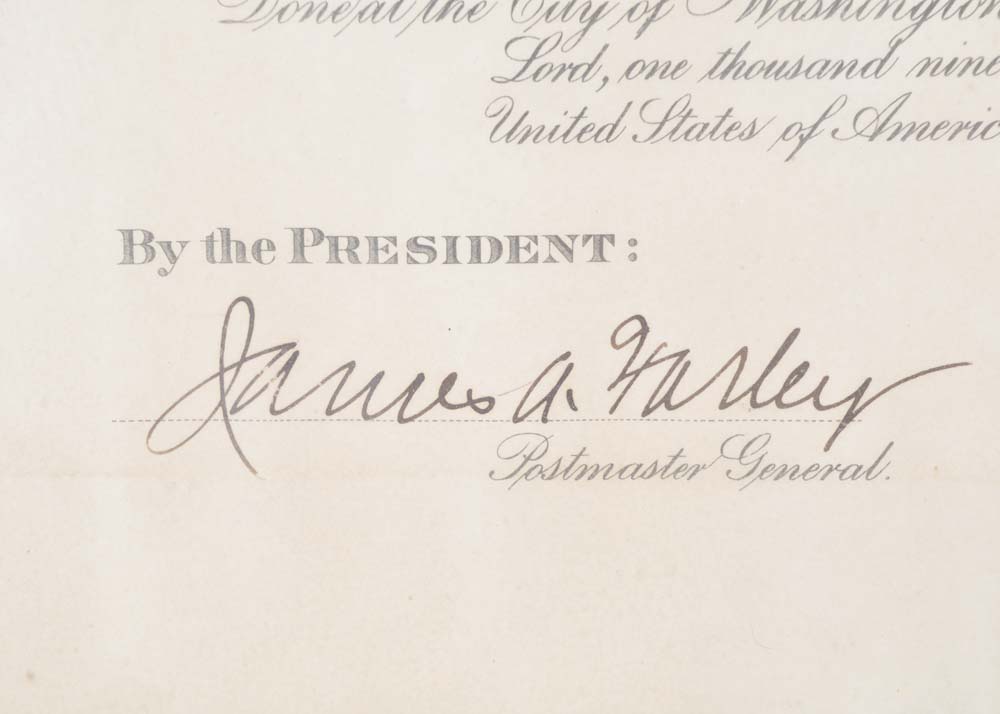 Done at the City of Washington
Lord, one thousand nine
United States of Americ
By the PRESIDENT:
James A. Farley
Postmaster General.